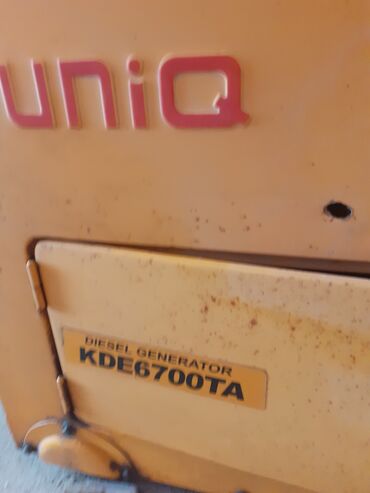 uniQ
DIESEL GENERATOR
KDE6700TA